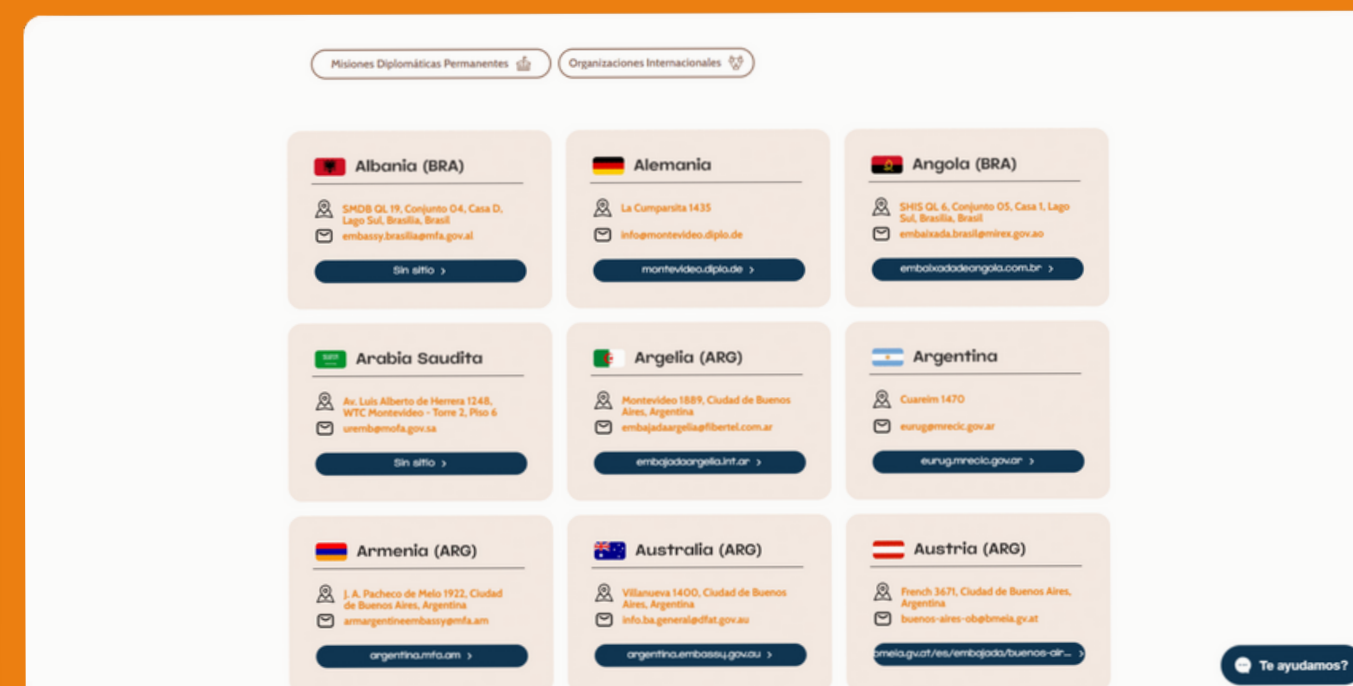 Misiones Diplomáticas Permanentes
Organizaciones Internacionales
Albania (BRA)
SMDB QL 19, Conjunto 04, Casa D,
Lago Sul, Brasilia, Brasil
embassy.brasilia@mfa.gov.al
Sin sitio >
Alemania
La Cumparsita 1435
info@montevideo.diplo.de
montevideo.diplo.de >
Angola (BRA)
SHIS QL 6, Conjunto 05, Casa 1, Lago
Sul, Brasilia, Brasil
embaixada.brasil@mirex.gov.ao
embaixadadeangola.com.br >
Arabia Saudita
Av. Luis Alberto de Herrera 1248,
WTC Montevideo - Torre 2, Piso 6
uremb@mofa.gov.sa
Sin sitio >
Argelia (ARG)
Montevideo 1889, Ciudad de Buenos
Aires, Argentina
embajadaargelia@fibertel.com.ar
embajadaargelia.int.ar >
Argentina
Cuareim 1470
eurug@mrecic.gov.ar
eurug.mrecic.gov.ar >
Armenia (ARG)
J. A. Pacheco de Melo 1922, Ciudad
de Buenos Aires, Argentina
armargentineembassy@mfa.am
argentina.mfa.am >
Australia (ARG)
Villanueva 1400, Ciudad de Buenos
Aires, Argentina
info.ba.general@dfat.gov.au
argentina.embassy.gov.au >
Austria (ARG)
French 3671, Ciudad de Buenos Aires,
Argentina
buenos-aires-ob@bmeia.gv.at
bmeia.gv.at/es/embajada/buenos-air... >
Te ayudamos?